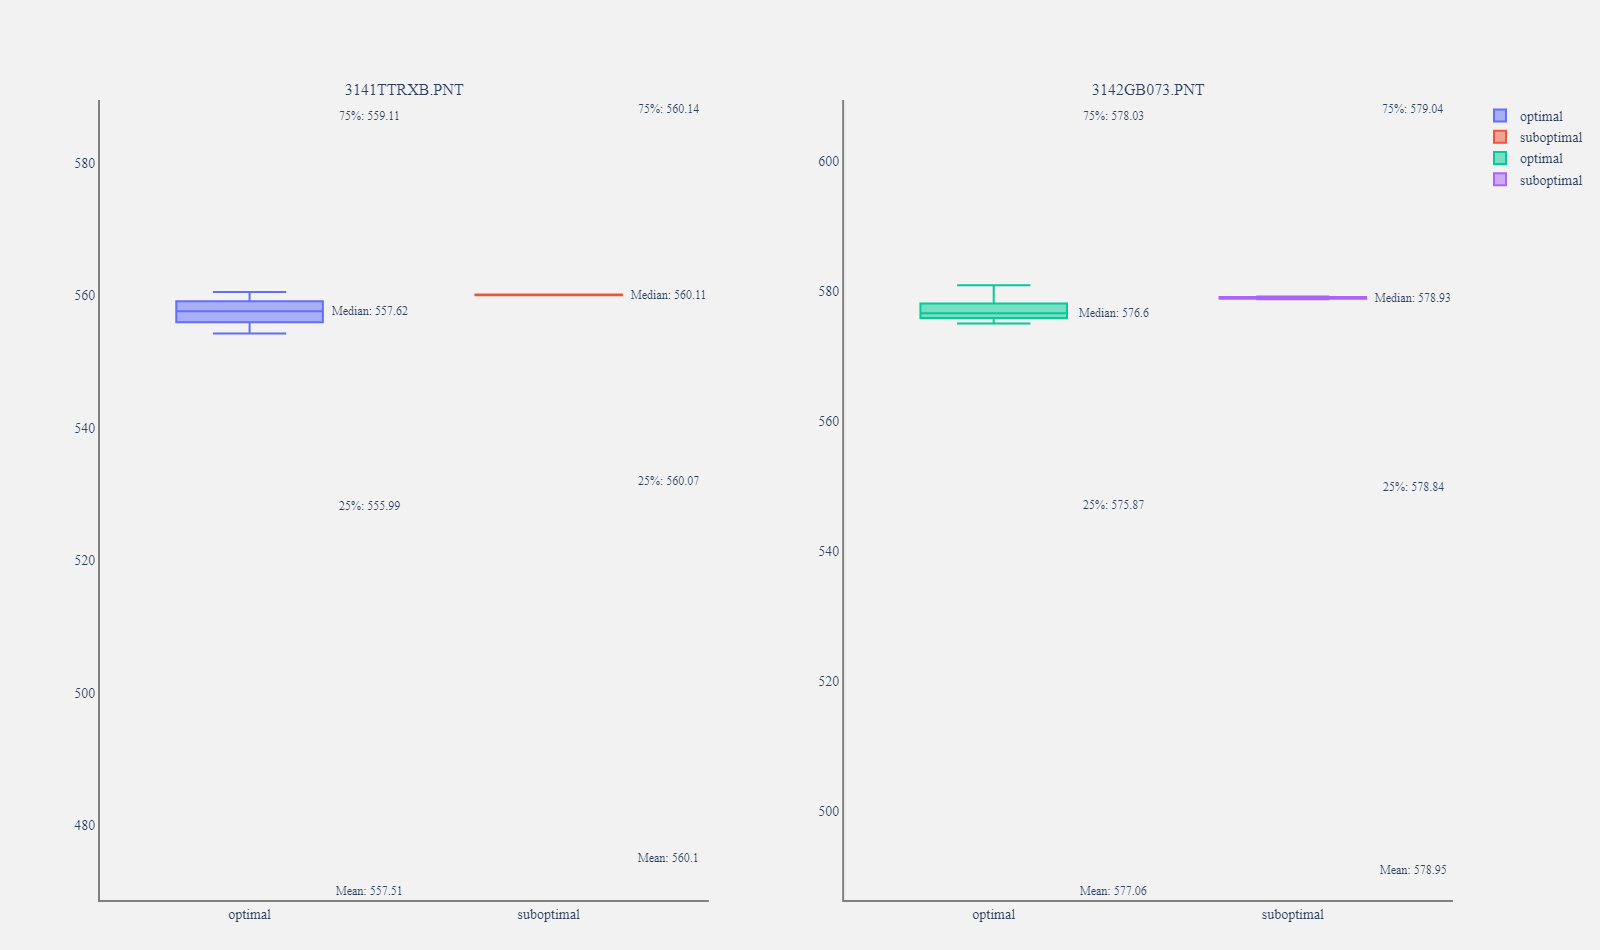 3141TTRXB.PNT
75%: 559.11
75%: 560.14
580
560
540
520
500
480
Median: 557.62
Median: 560.11
25%: 555.99
25%: 560.07
Mean: 557.51
Mean: 560.1
optimal
suboptimal
3142GB073.PNT
75%: 578.03
75%: 579.04
600
580
560
540
520
500
Median: 576.6
Median: 578.93
25%: 575.87
25%: 578.84
Mean: 577.06
Mean: 578.95
optimal
suboptimal
optimal
suboptimal
optimal
suboptimal